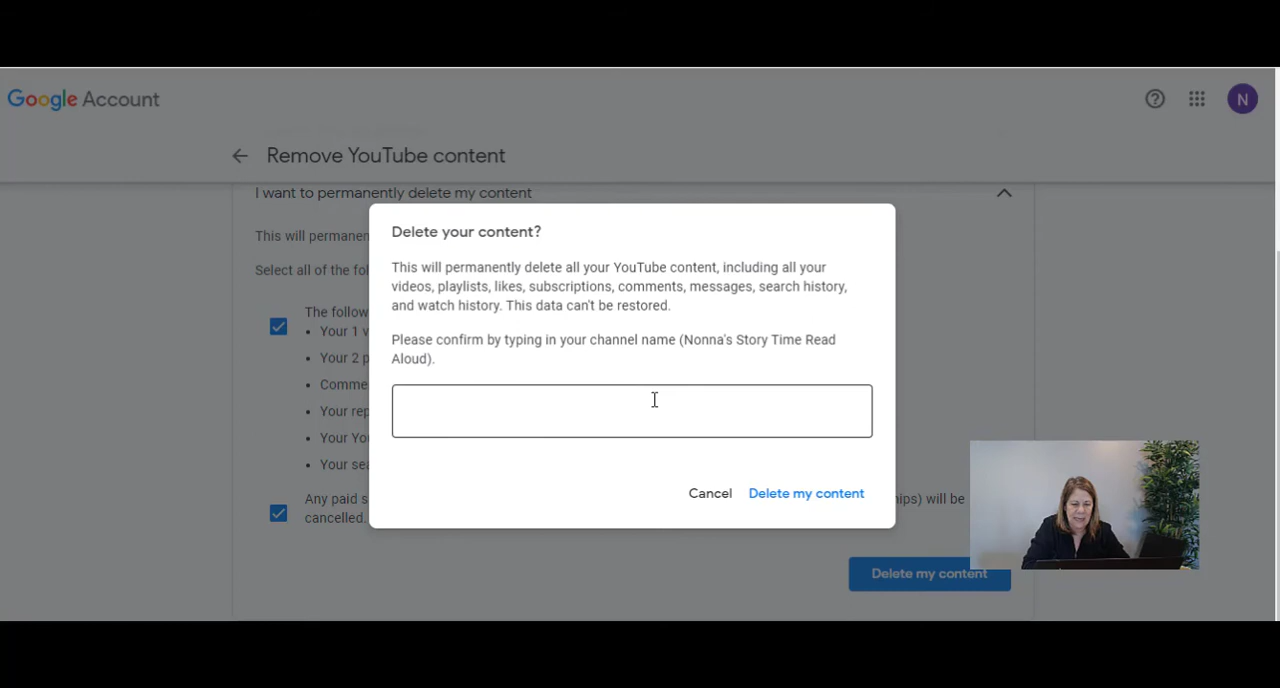 Google Account
N
Remove YouTube content
I want to permanently delete my content
This will permanen
Select all of the fol
The follow
Your 1 v
Your 2 p
Comme
Your rep
Your You
Your sea
Any paid s
hips) will be
cancelled.
Delete my content
Delete your content?
This will permanently delete all your YouTube content, including all your
videos, playlists, likes, subscriptions, comments, messages, search history,
and watch history. This data can't be restored.
Please confirm by typing in your channel name (Nonna's Story Time Read
Aloud).
Cancel
Delete my content